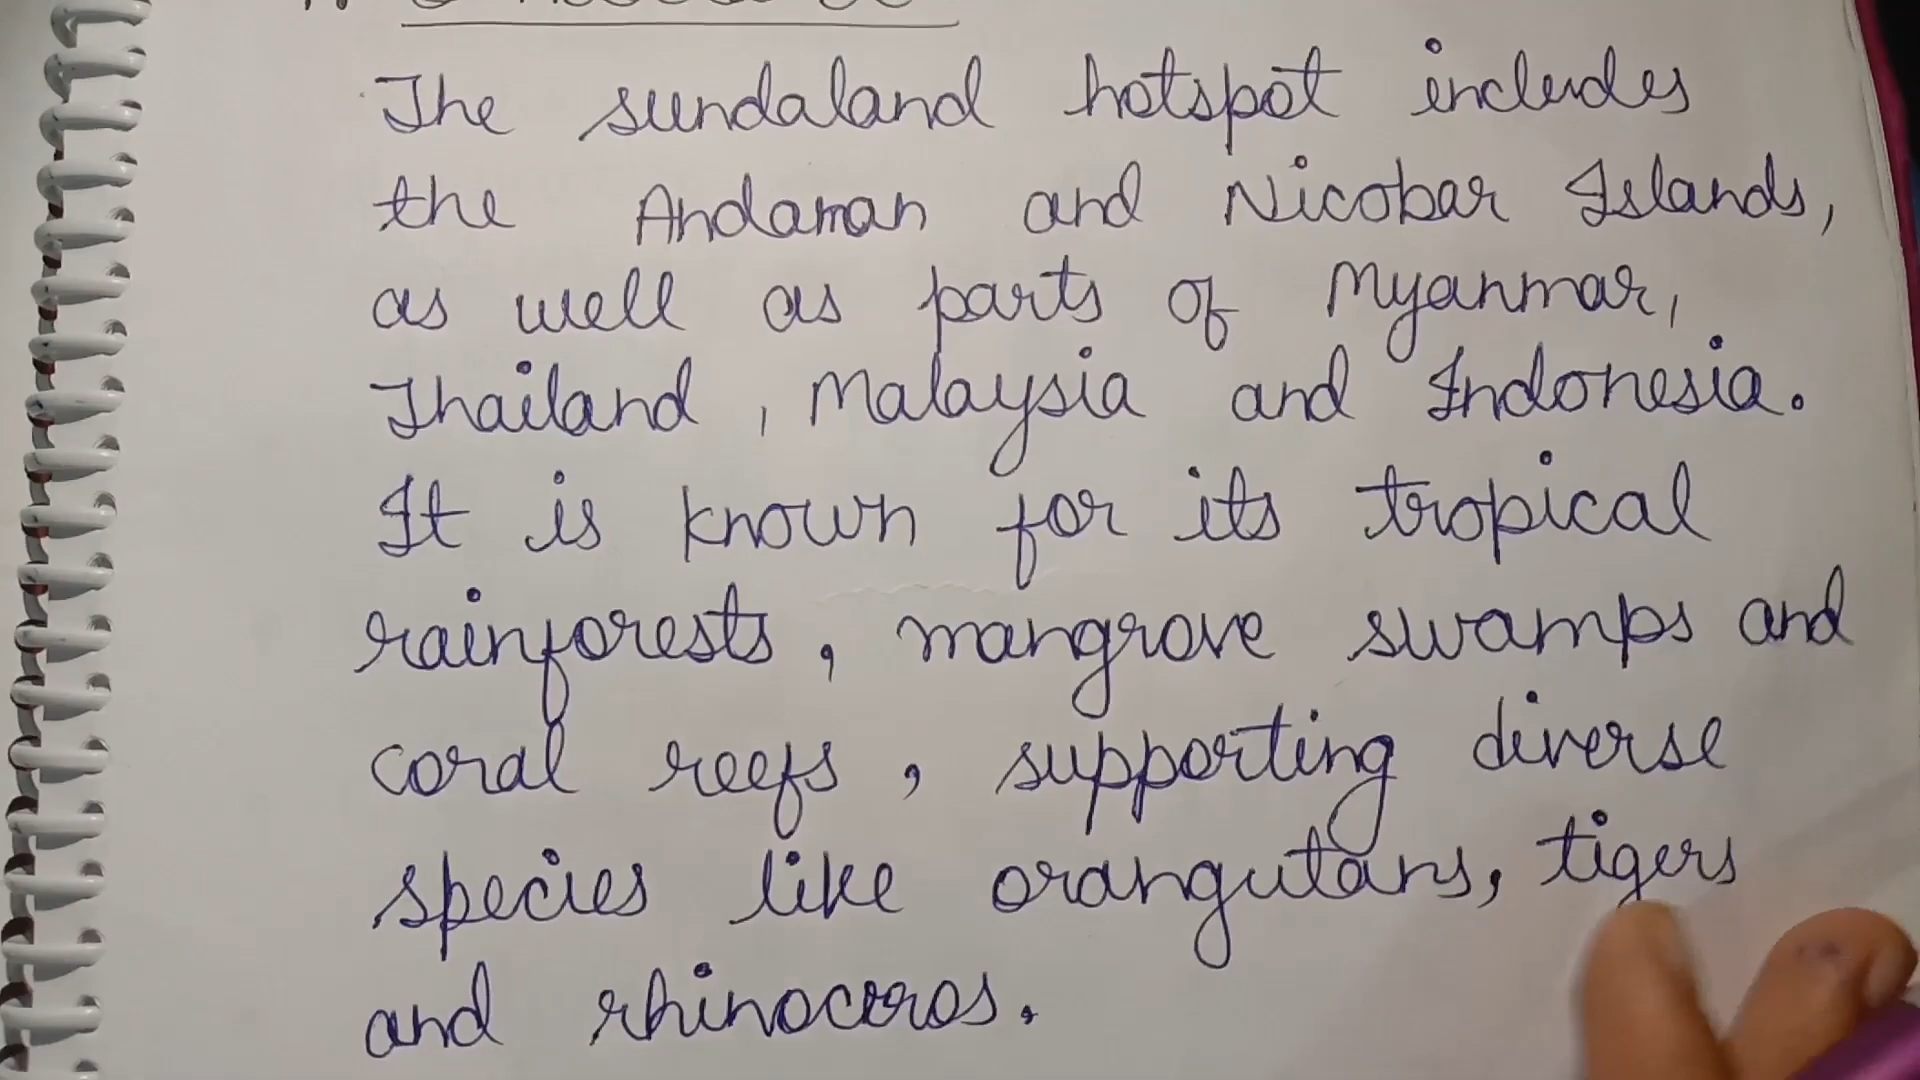 The sundaland hotspot includes
the Andaman and Nicobar Islands,
as well as parts of Myanmar,
Thailand, Malaysia and Indonesia.
It is known for its tropical
rainforests, mangrove swamps and
coral reefs, supporting diverse
species like orangutans, tigers
and rhinoceros.